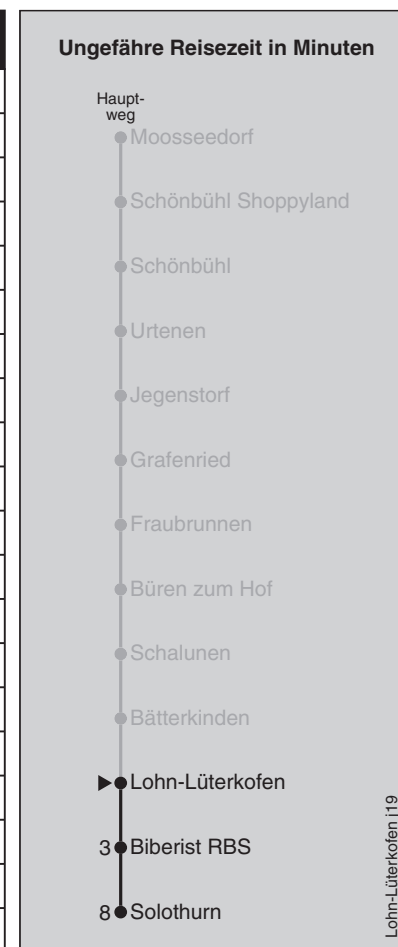 Ungefähre Reisezeit in Minuten
Haupt-
weg
Moosseedorf
Schönbühl Shoppyland
Schönbühl
Urtenen
Jegenstorf
Grafenried
Fraubrunnen
Büren zum Hof
Schalunen
Bätterkinden
Lohn-Lüterkofen
3 Biberist RBS
8 Solothurn
Lohn-Lüterkofen i19